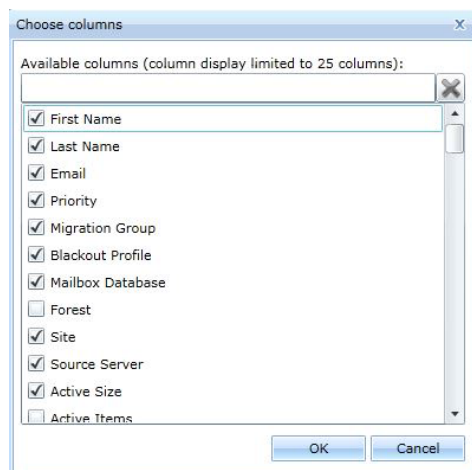 Choose columns
Available columns (column display limited to 25 columns):
First Name
Last Name
Email
Priority
Migration Group
Blackout Profile
Mailbox Database
Forest
Site
Source Server
Active Size
Active Items
OK Cancel